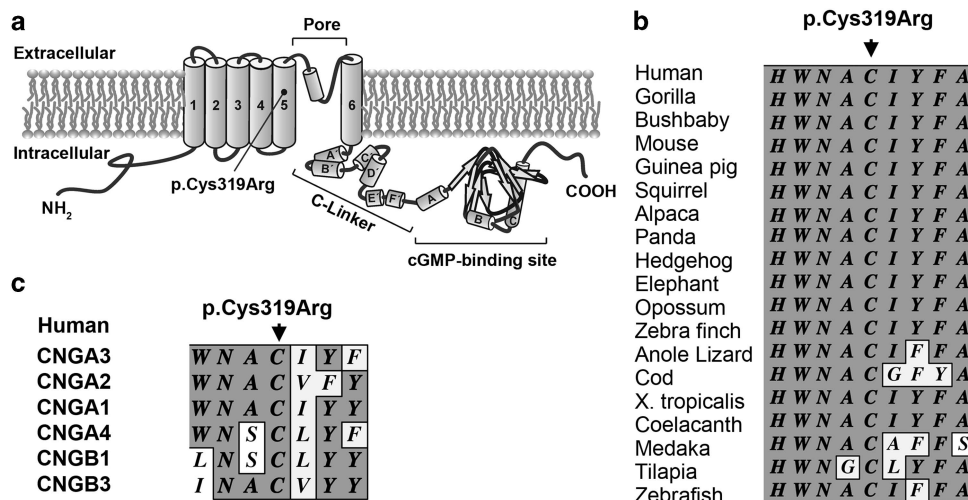 a
Pore
Extracellular
1 2 3 4 5 6
Intracellular
p.Cys319Arg
NH2
A´ B´ C´ D´ E´ F´
A B C
COOH
C-Linker
cGMP-binding site
b
p.Cys319Arg
Human H W N A C I Y F A
Gorilla H W N A C I Y F A
Bushbaby H W N A C I Y F A
Mouse H W N A C I Y F A
Guinea pig H W N A C I Y F A
Squirrel H W N A C I Y F A
Alpaca H W N A C I Y F A
Panda H W N A C I Y F A
Hedgehog H W N A C I Y F A
Elephant H W N A C I Y F A
Opossum H W N A C I Y F A
Zebra finch H W N A C I Y F A
Anole Lizard H W N A C I F F A
Cod H W N A C G F Y A
X. tropicalis H W N A C I Y F A
Coelacanth H W N A C I Y F A
Medaka H W N A C A F F S
Tilapia H W N G C L Y F A
Zebrafish H W N A C I F F A
c
p.Cys319Arg
Human
CNGA3 W N A C I Y F
CNGA2 W N A C V F Y
CNGA1 W N A C I Y Y
CNGA4 W N S C L Y F
CNGB1 L N S C L Y Y
CNGB3 I N A C V Y Y